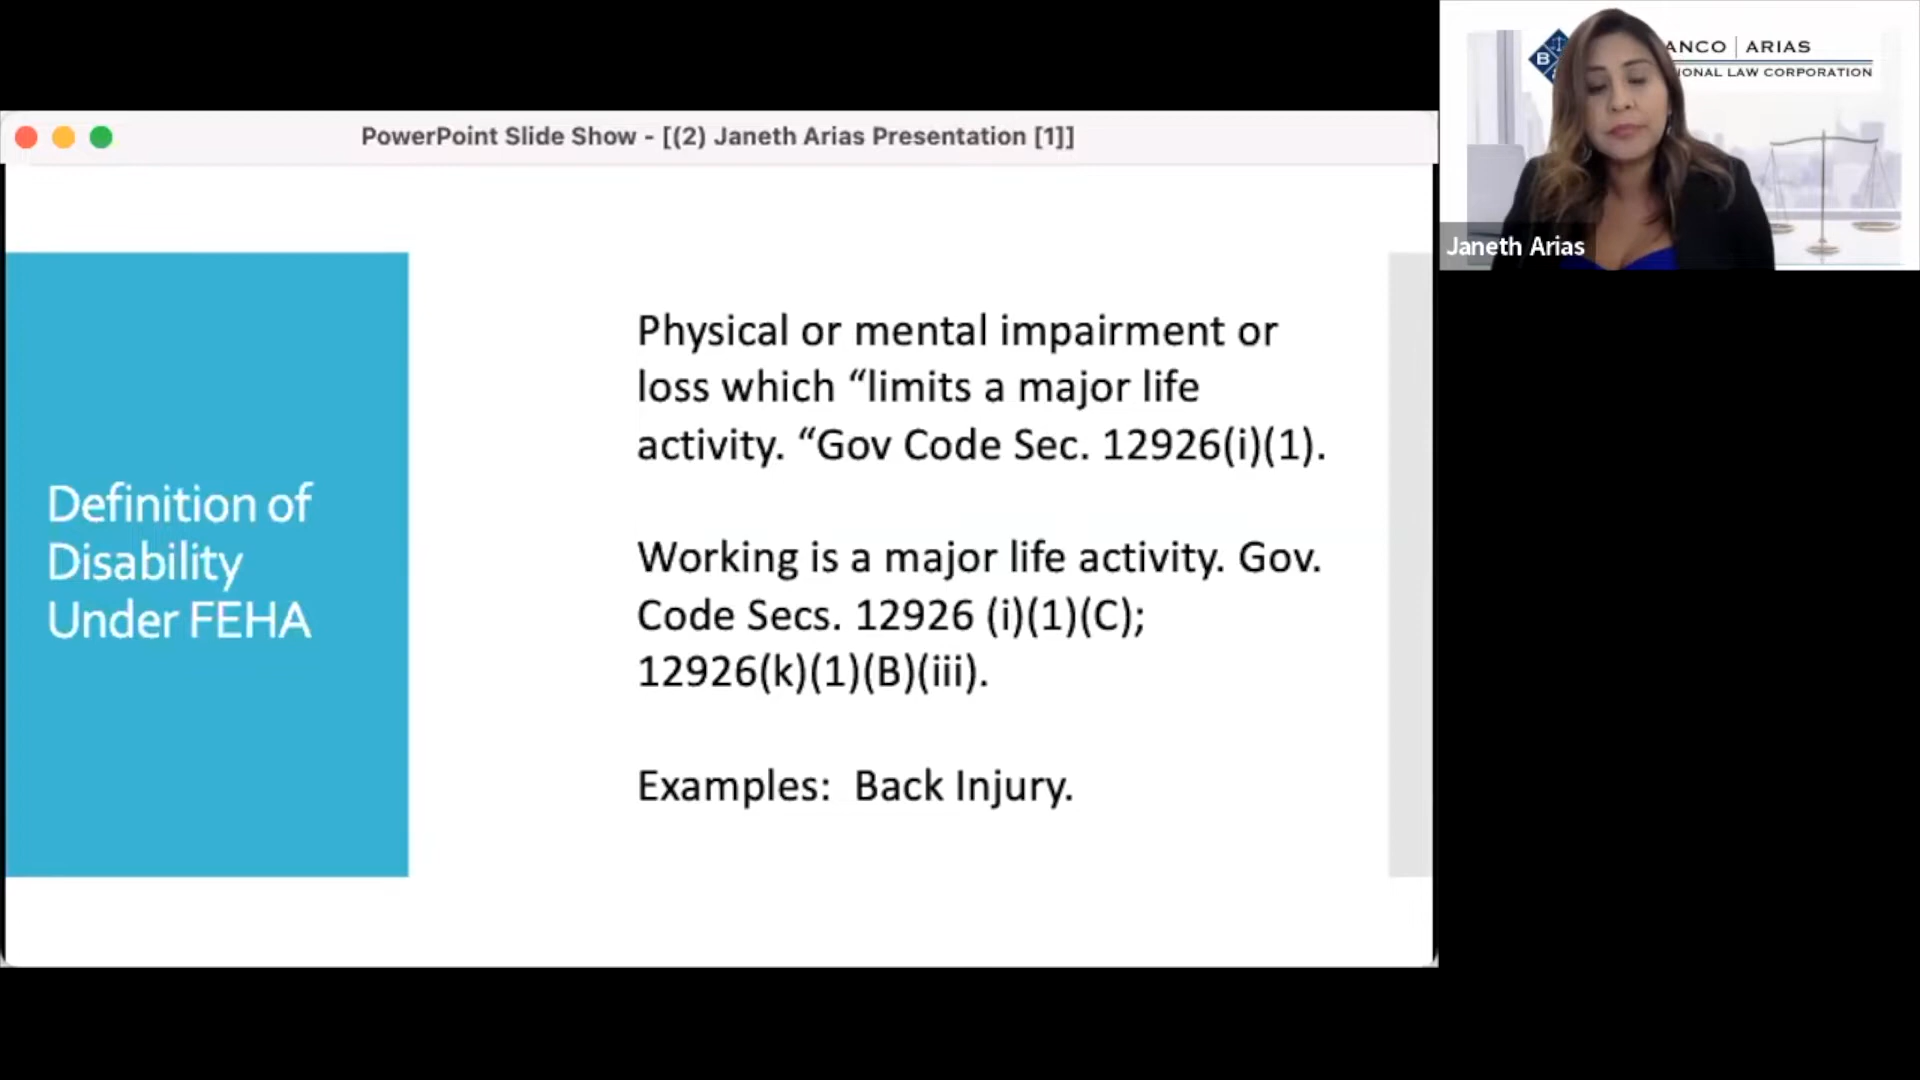 PowerPoint Slide Show - [(2) Janeth Arias Presentation [1]]
Definition of
Disability
Under FEHA
Physical or mental impairment or
loss which “limits a major life
activity. “Gov Code Sec. 12926(i)(1).
Working is a major life activity. Gov.
Code Secs. 12926 (i)(1)(C);
12926(k)(1)(B)(iii).
Examples:  Back Injury.
B
ARIAS
LAW CORPORATION
Janeth Arias